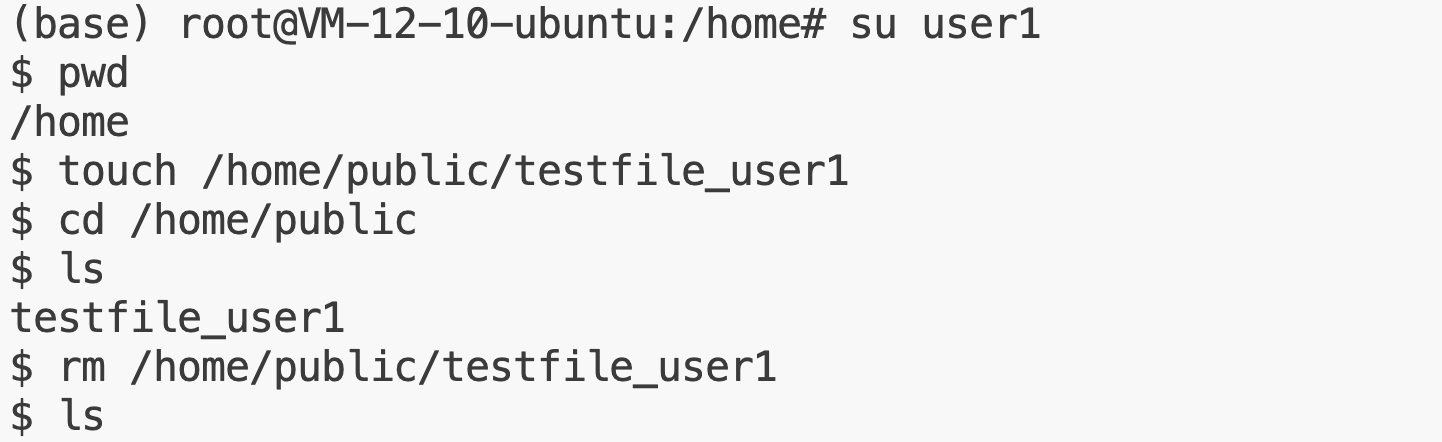 (base) root@VM-12-10-ubuntu:/home# su user1
$ pwd
/home
$ touch /home/public/testfile_user1
$ cd /home/public
$ ls
testfile_user1
$ rm /home/public/testfile_user1
$ ls